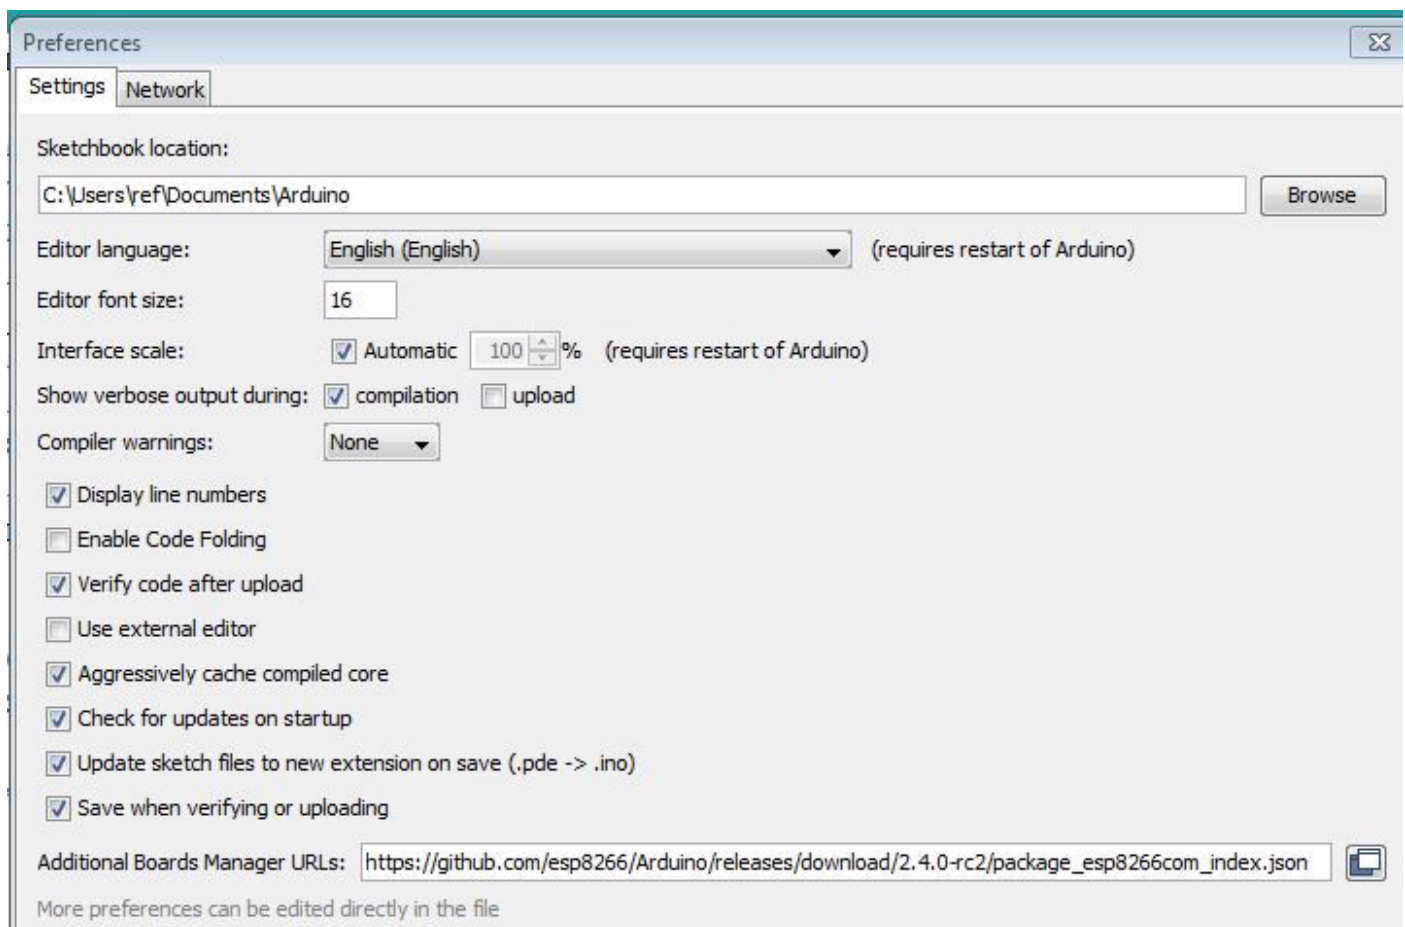 Preferences
Settings Network
Sketchbook location:
C:\Users\ref\Documents\Arduino Browse
Editor language: English (English) (requires restart of Arduino)
Editor font size: 16
Interface scale: Automatic 100 % (requires restart of Arduino)
Show verbose output during: compilation upload
Compiler warnings: None
Display line numbers
Enable Code Folding
Verify code after upload
Use external editor
Aggressively cache compiled core
Check for updates on startup
Update sketch files to new extension on save (.pde -> .ino)
Save when verifying or uploading
Additional Boards Manager URLs: https://github.com/esp8266/Arduino/releases/download/2.4.0-rc2/package_esp8266com_index.json
More preferences can be edited directly in the file